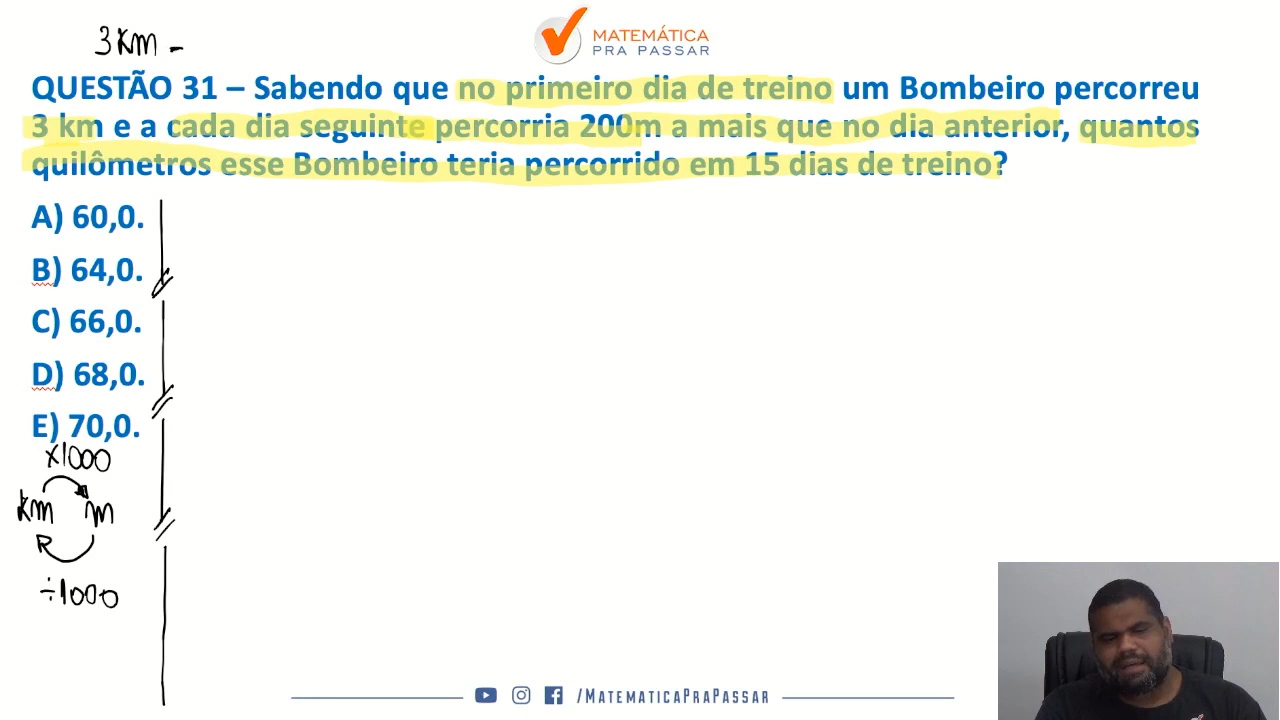 3 km -
MATEMÁTICA
PRA PASSAR
QUESTÃO 31 – Sabendo que no primeiro dia de treino um Bombeiro percorreu
3 km e a cada dia seguinte percorria 200m a mais que no dia anterior, quantos
quilômetros esse Bombeiro teria percorrido em 15 dias de treino?
A) 60,0.
B) 64,0.
C) 66,0.
D) 68,0.
E) 70,0.
x1000
km m
÷1000
/MatematicaPraPassar